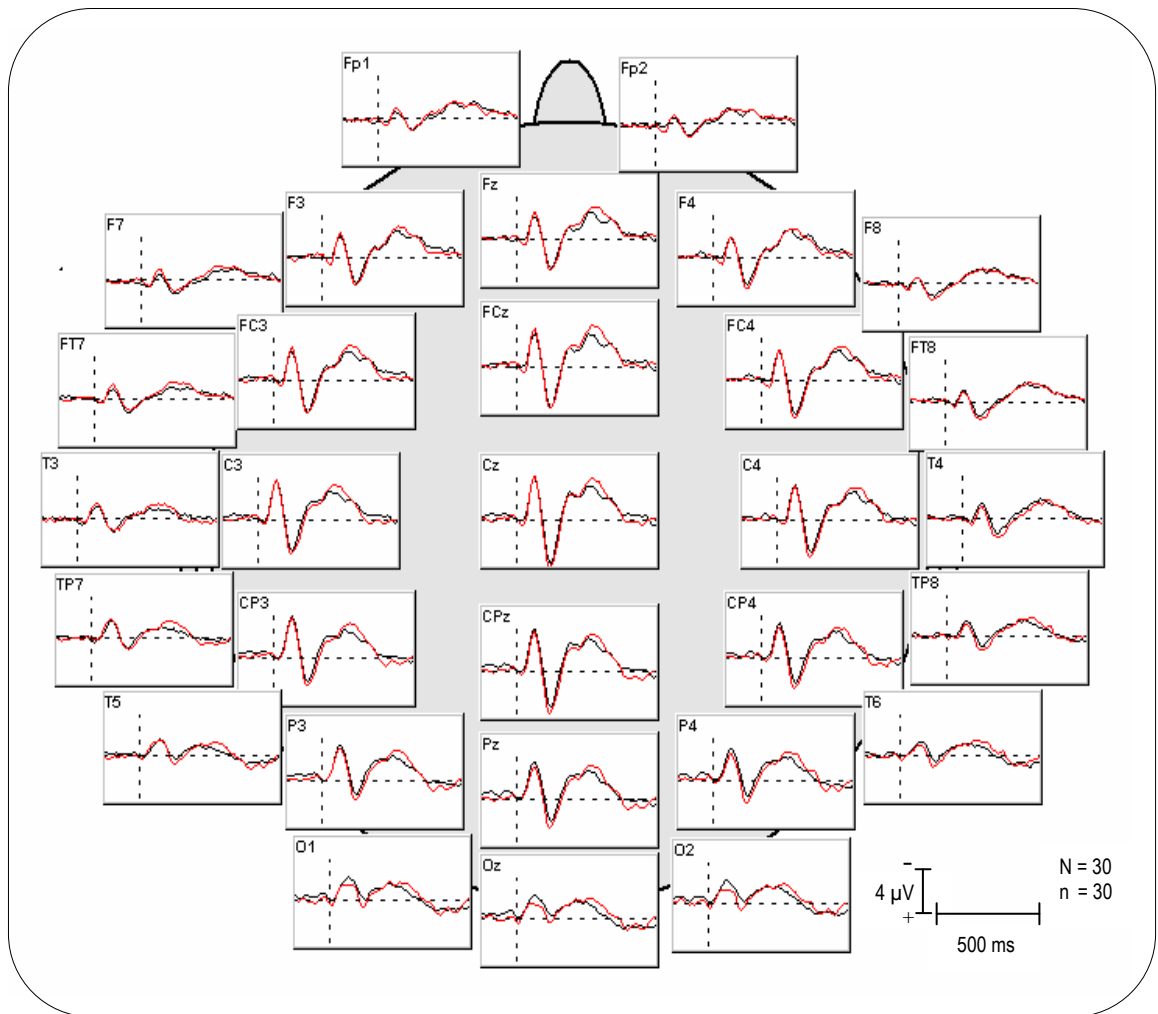 Fp1
Fp2
Fz
F3
F4
F7
F8
FCz
FC3
FC4
FT7
FT8
T3
C3
Cz
C4
T4
TP7
TP8
CP3
CPz
CP4
T5
T6
P3
Pz
P4
O1
Oz
O2
−
4 µV
+
500 ms
N = 30
n = 30